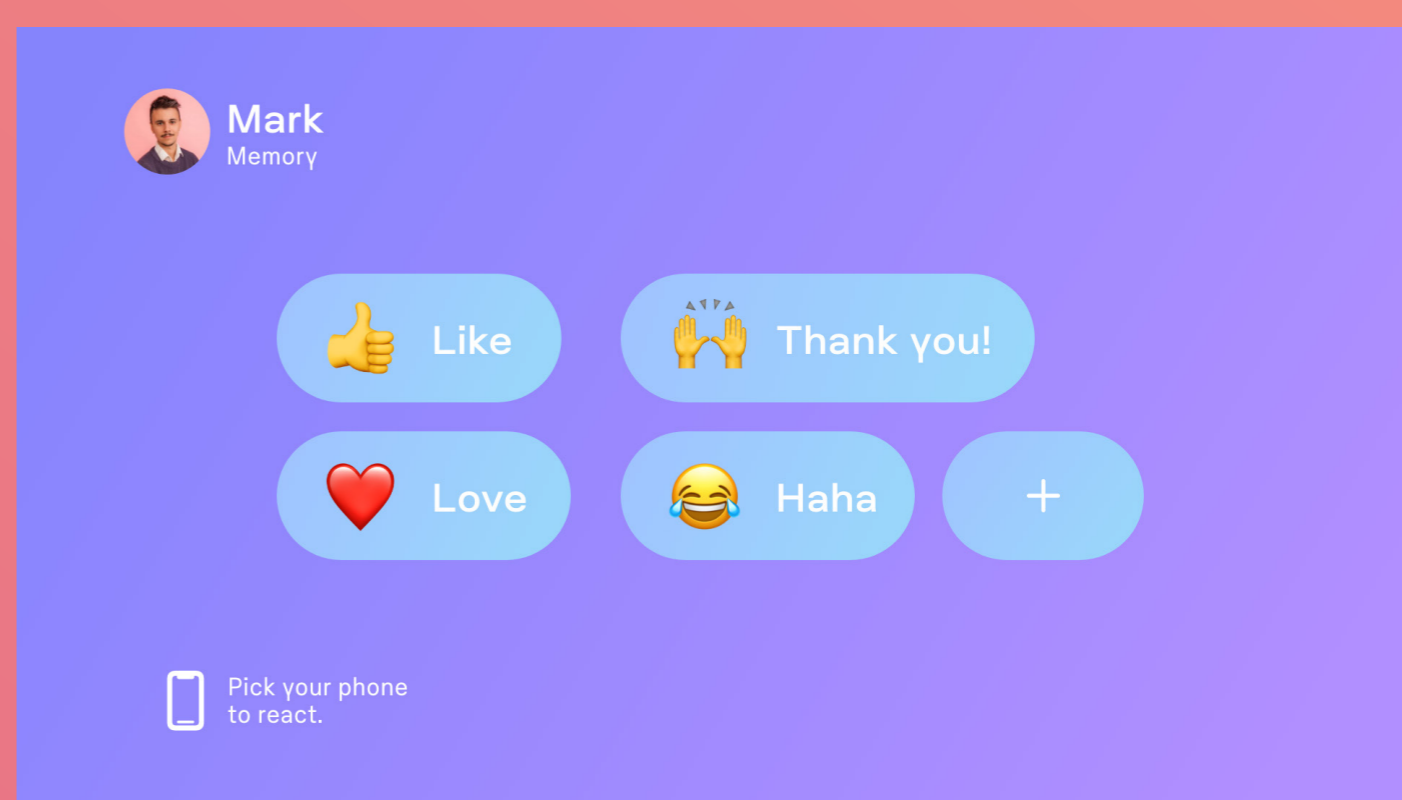 Mark
Memory
Like
Thank you!
Love
Haha
+
Pick your phone
to react.